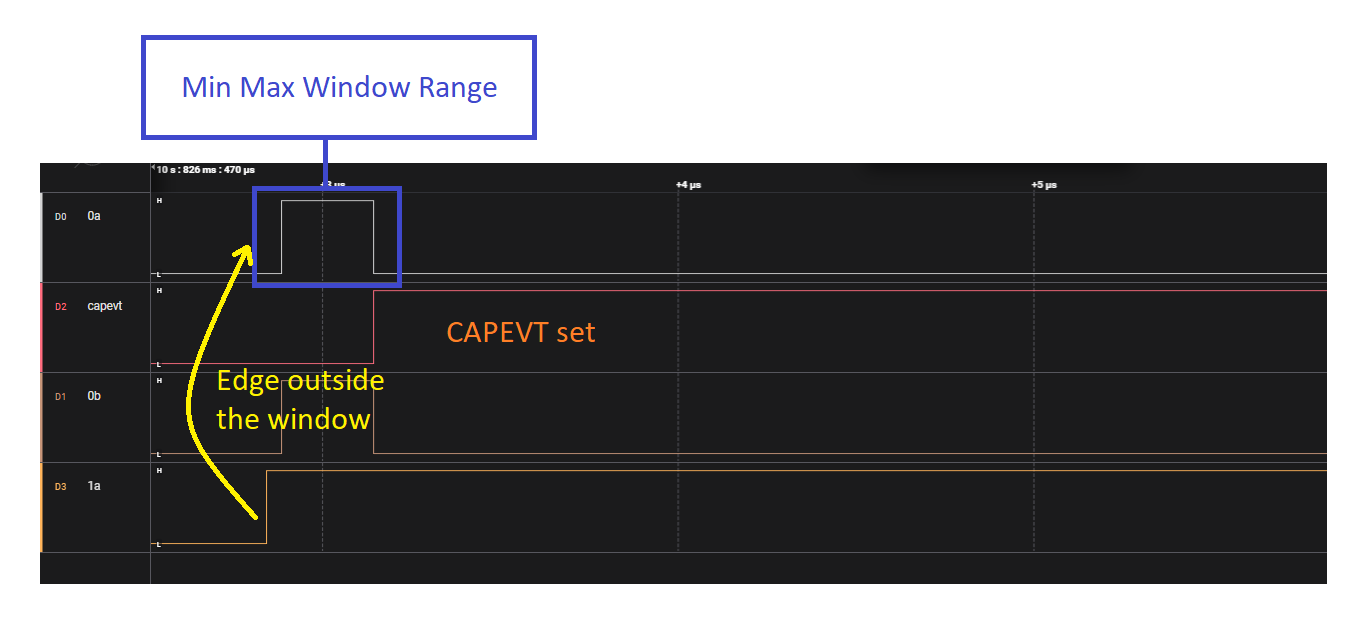 Min Max Window Range
10 s : 826 ms : 470 µs
+3 µs
+4 µs
+5 µs
D0 0a
H
L
D2 capevt
H
L
CAPEVT set
D1 0b
H
L
Edge outside
the window
D3 1a
H
L